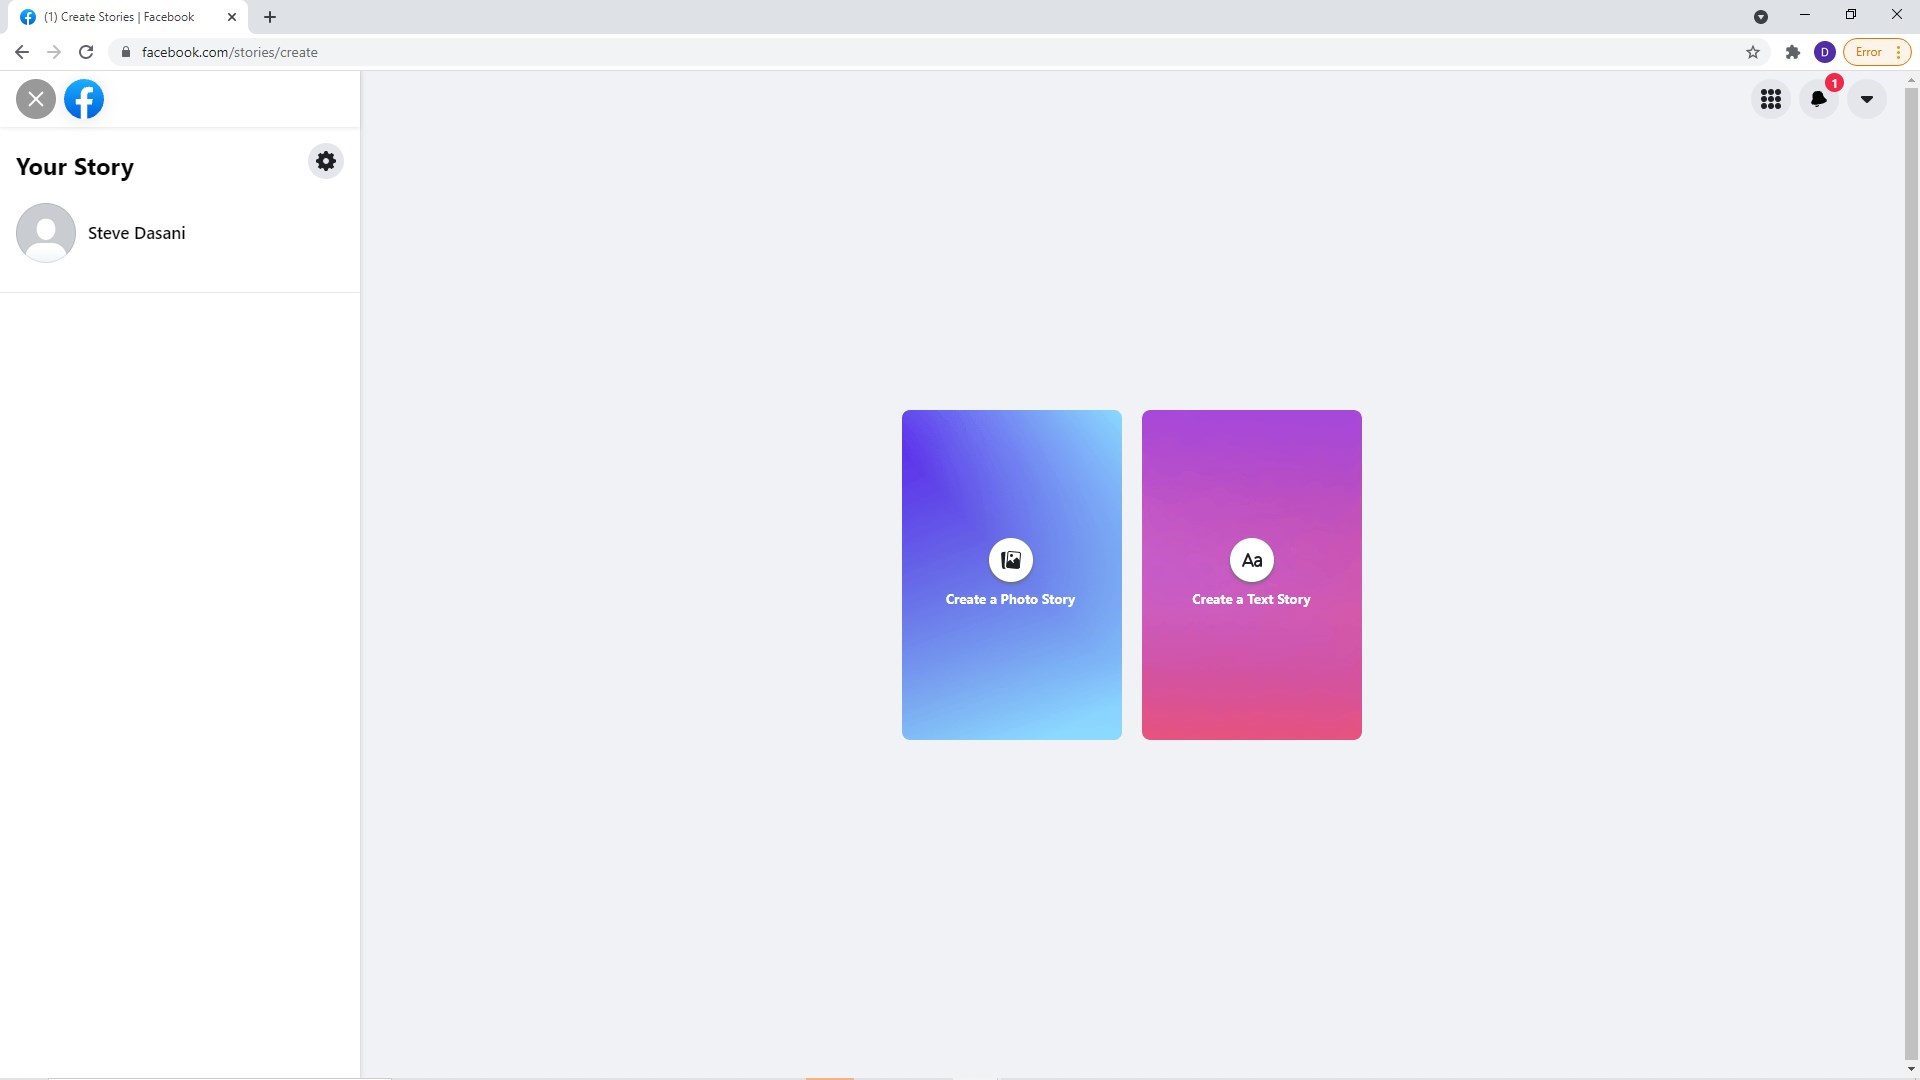 (1) Create Stories | Facebook
facebook.com/stories/create
D
Error
1
Your Story
Steve Dasani
Aa
Create a Photo Story
Create a Text Story